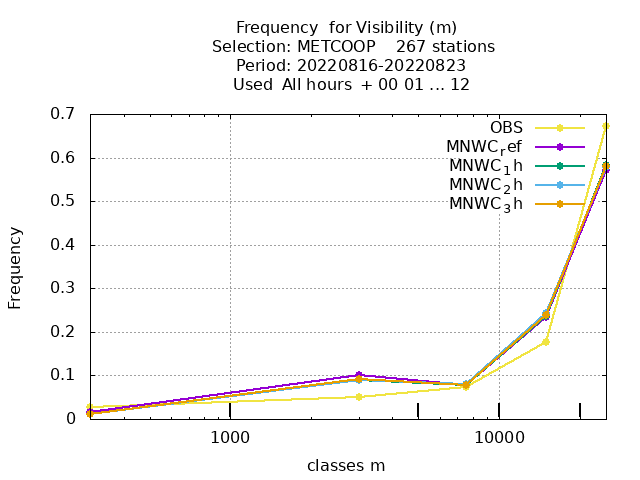 Frequency  for Visibility (m)
Selection: METCOOP    267 stations
Period: 20220816-20220823
Used  All hours  + 00 01 ... 12
0.7
0.6
0.5
0.4
0.3
0.2
0.1
0
Frequency
OBS
MNWC_ref
MNWC_1h
MNWC_2h
MNWC_3h
1000
10000
classes m